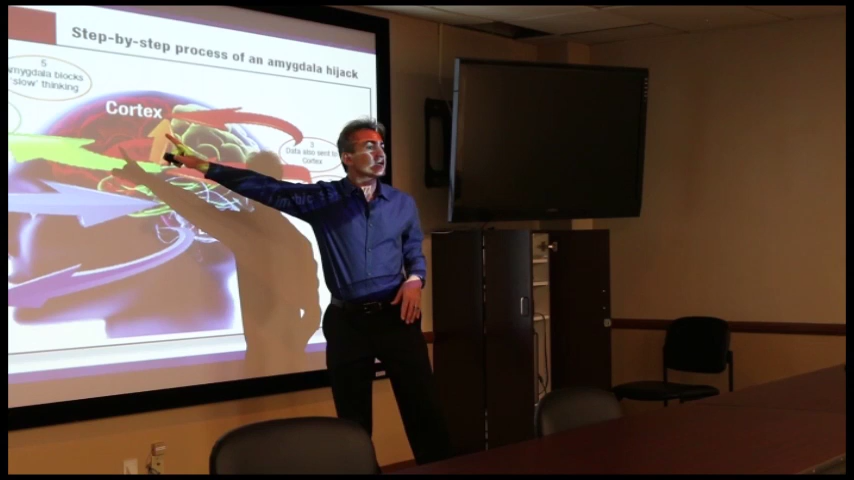 Step-by-step process of an amygdala hijack
5
amygdala blocks
'slow' thinking
Cortex
3
Data also sent to
Cortex